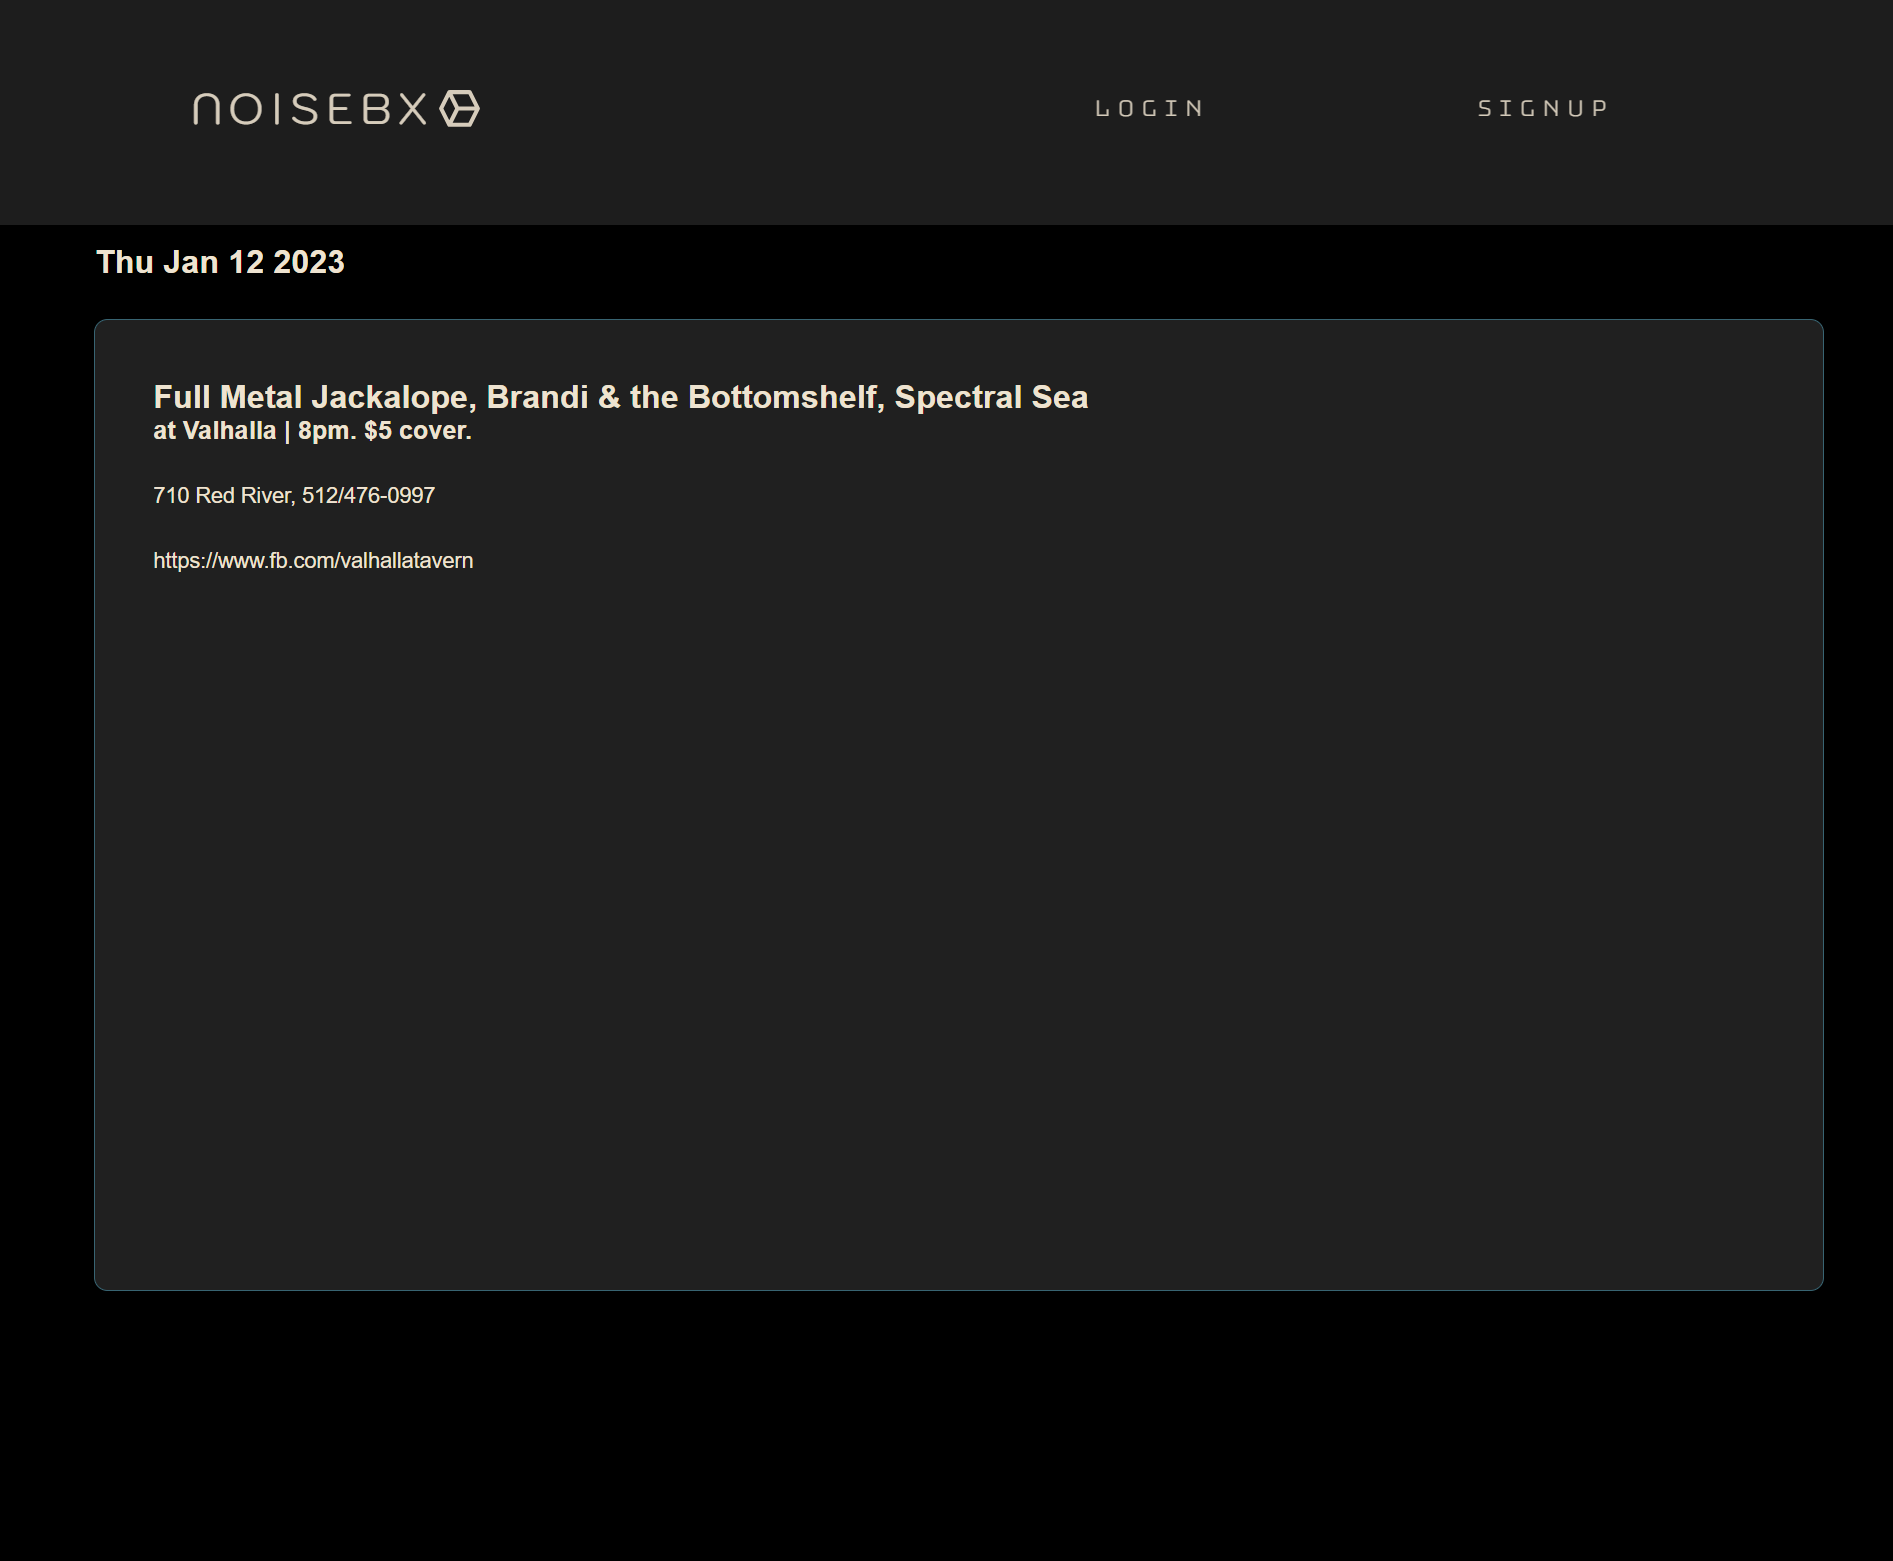 NOISEBX
LOGIN
SIGNUP
Thu Jan 12 2023
Full Metal Jackalope, Brandi & the Bottomshelf, Spectral Sea
at Valhalla | 8pm. $5 cover.
710 Red River, 512/476-0997
https://www.fb.com/valhallatavern